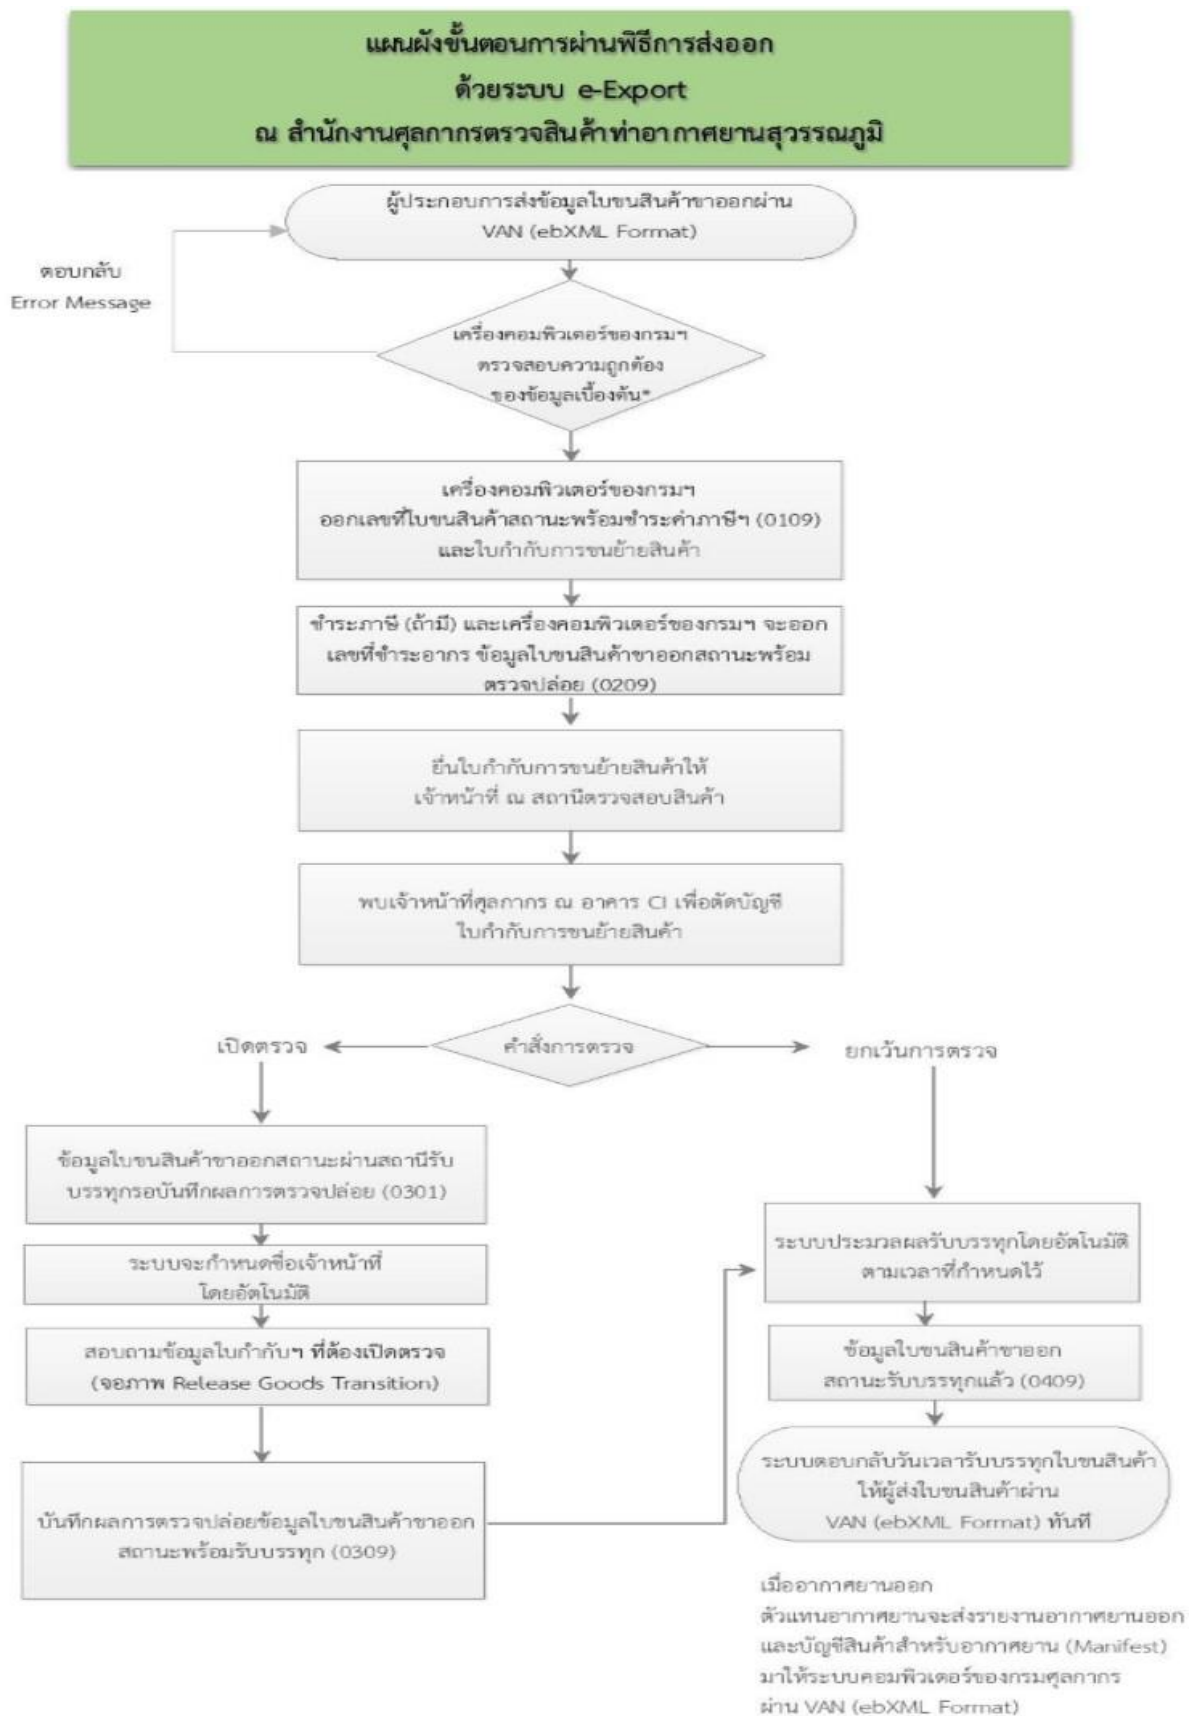 แผนผังขั้นตอนการผ่านพิธีการส่งออก
ด้วยระบบ e-Export
ณ สำนักงานศุลกากรตรวจสินค้าท่าอากาศยานสุวรรณภูมิ
ผู้ประกอบการส่งข้อมูลใบขนสินค้าขาออกผ่าน
VAN (ebXML Format)
ตอบกลับ
Error Message
เครื่องคอมพิวเตอร์ของกรมฯ
ตรวจสอบความถูกต้อง
ของข้อมูลเบื้องต้น*
เครื่องคอมพิวเตอร์ของกรมฯ
ออกเลขที่ใบขนสินค้าสถานะพร้อมชำระค่าภาษีฯ (0109)
และใบกำกับการขนย้ายสินค้า
ชำระภาษี (ถ้ามี) และเครื่องคอมพิวเตอร์ของกรมฯ จะออก
เลขที่ชำระอากร ข้อมูลใบขนสินค้าขาออกสถานะพร้อม
ตรวจปล่อย (0209)
ยื่นใบกำกับการขนย้ายสินค้าให้
เจ้าหน้าที่ ณ สถานีตรวจสอบสินค้า
พบเจ้าหน้าที่ศุลกากร ณ อาคาร CI เพื่อตัดบัญชี
ใบกำกับการขนย้ายสินค้า
คำสั่งการตรวจ
เปิดตรวจ
ยกเว้นการตรวจ
ข้อมูลใบขนสินค้าขาออกสถานะผ่านสถานีรับ
บรรทุกรอบันทึกผลการตรวจปล่อย (0301)
ระบบจะกำหนดชื่อเจ้าหน้าที่
โดยอัตโนมัติ
สอบถามข้อมูลใบกำกับฯ ที่ต้องเปิดตรวจ
(จอภาพ Release Goods Transition)
บันทึกผลการตรวจปล่อยข้อมูลใบขนสินค้าขาออก
สถานะพร้อมรับบรรทุก (0309)
ระบบประมวลผลรับบรรทุกโดยอัตโนมัติ
ตามเวลาที่กำหนดไว้
ข้อมูลใบขนสินค้าขาออก
สถานะรับบรรทุกแล้ว (0409)
ระบบตอบกลับวันเวลารับบรรทุกใบขนสินค้า
ให้ผู้ส่งใบขนสินค้าผ่าน
VAN (ebXML Format) ทันที
เมื่ออากาศยานออก
ตัวแทนอากาศยานจะส่งรายงานอากาศยานออก
และบัญชีสินค้าสำหรับอากาศยาน (Manifest)
มาให้ระบบคอมพิวเตอร์ของกรมศุลกากร
ผ่าน VAN (ebXML Format)